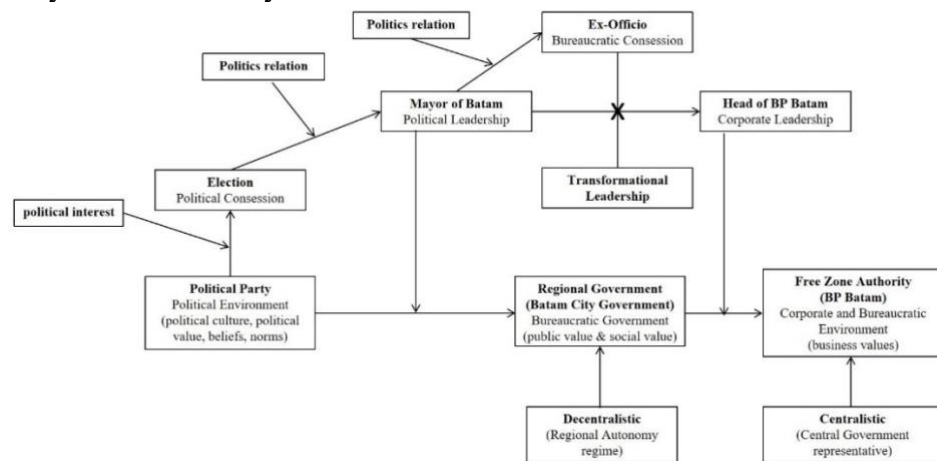 Politics relation
Ex-Officio
Bureaucratic Consession
Politics relation
Mayor of Batam
Political Leadership
X
Head of BP Batam
Corporate Leadership
Election
Political Consession
Transformational
Leadership
political interest
Political Party
Political Environment
(political culture, political
value, beliefs, norms)
Regional Government
(Batam City Government)
Bureaucratic Government
(public value & social value)
Free Zone Authority
(BP Batam)
Corporate and Bureaucratic
Environment
(business values)
Decentralistic
(Regional Autonomy
regime)
Centralistic
(Central Government
representative)